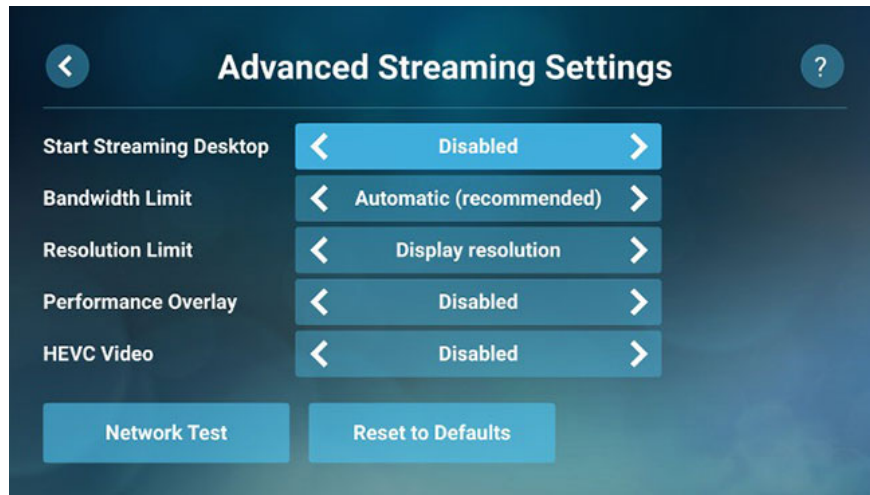 Advanced Streaming Settings ?
Start Streaming Desktop Disabled
Bandwidth Limit Automatic (recommended)
Resolution Limit Display resolution
Performance Overlay Disabled
HEVC Video Disabled
Network Test Reset to Defaults